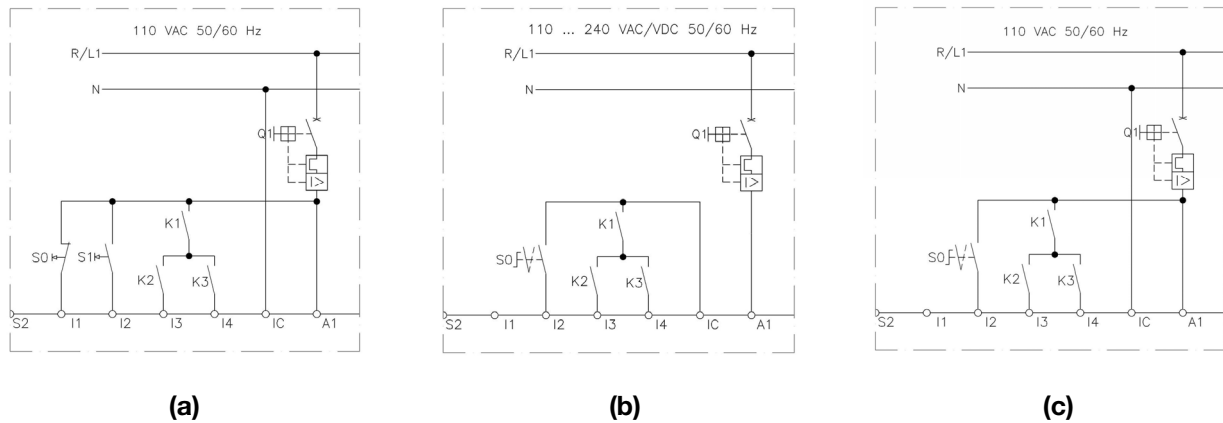 110 VAC 50/60 Hz
R/L1
N
Q1
I>
K1
S0
S1
K2
K3
S2
I1
I2
I3
I4
IC
A1
(a)
110 ... 240 VAC/VDC 50/60 Hz
R/L1
N
Q1
I>
K1
S0
K2
K3
S2
I1
I2
I3
I4
IC
A1
(b)
110 VAC 50/60 Hz
R/L1
N
Q1
I>
K1
S0
K2
K3
S2
I1
I2
I3
I4
IC
A1
(c)